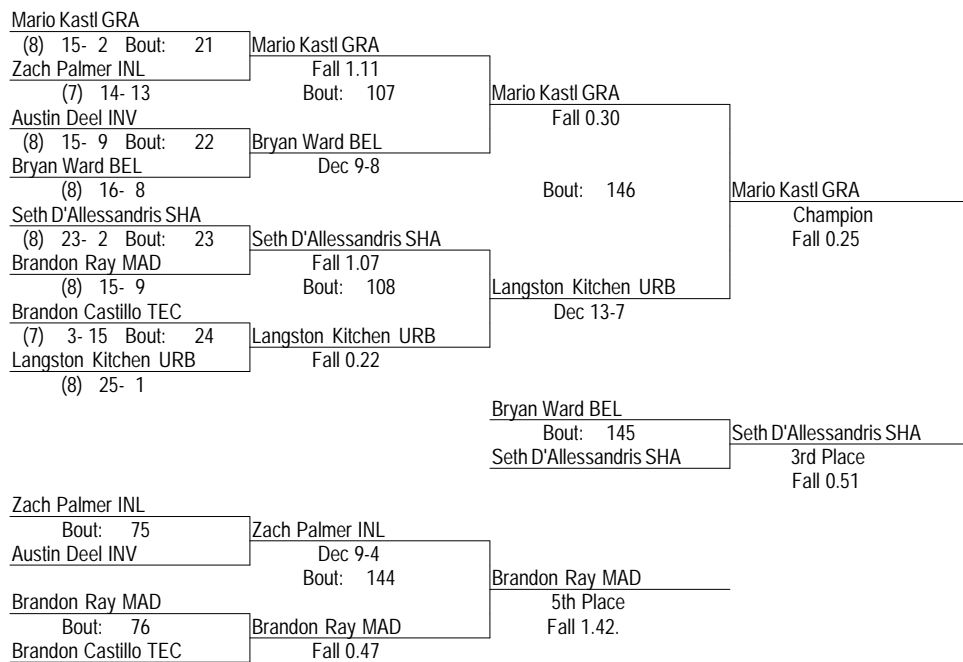 Mario Kastl GRA
(8) 15- 2 Bout: 21 Mario Kastl GRA
Zach Palmer INL Fall 1.11
(7) 14- 13 Bout: 107 Mario Kastl GRA
Austin Deel INV Fall 0.30
(8) 15- 9 Bout: 22 Bryan Ward BEL
Bryan Ward BEL Dec 9-8
(8) 16- 8 Bout: 146 Mario Kastl GRA
Seth D'Allessandris SHA Champion
(8) 23- 2 Bout: 23 Seth D'Allessandris SHA Fall 0.25
Brandon Ray MAD Fall 1.07
(8) 15- 9 Bout: 108 Langston Kitchen URB
Brandon Castillo TEC Dec 13-7
(7) 3- 15 Bout: 24 Langston Kitchen URB
Langston Kitchen URB Fall 0.22
(8) 25- 1
Bryan Ward BEL
Bout: 145 Seth D'Allessandris SHA
Seth D'Allessandris SHA 3rd Place
Fall 0.51
Zach Palmer INL
Bout: 75 Zach Palmer INL
Austin Deel INV Dec 9-4
Bout: 144 Brandon Ray MAD
Brandon Ray MAD 5th Place
Bout: 76 Brandon Ray MAD Fall 1.42.
Brandon Castillo TEC Fall 0.47